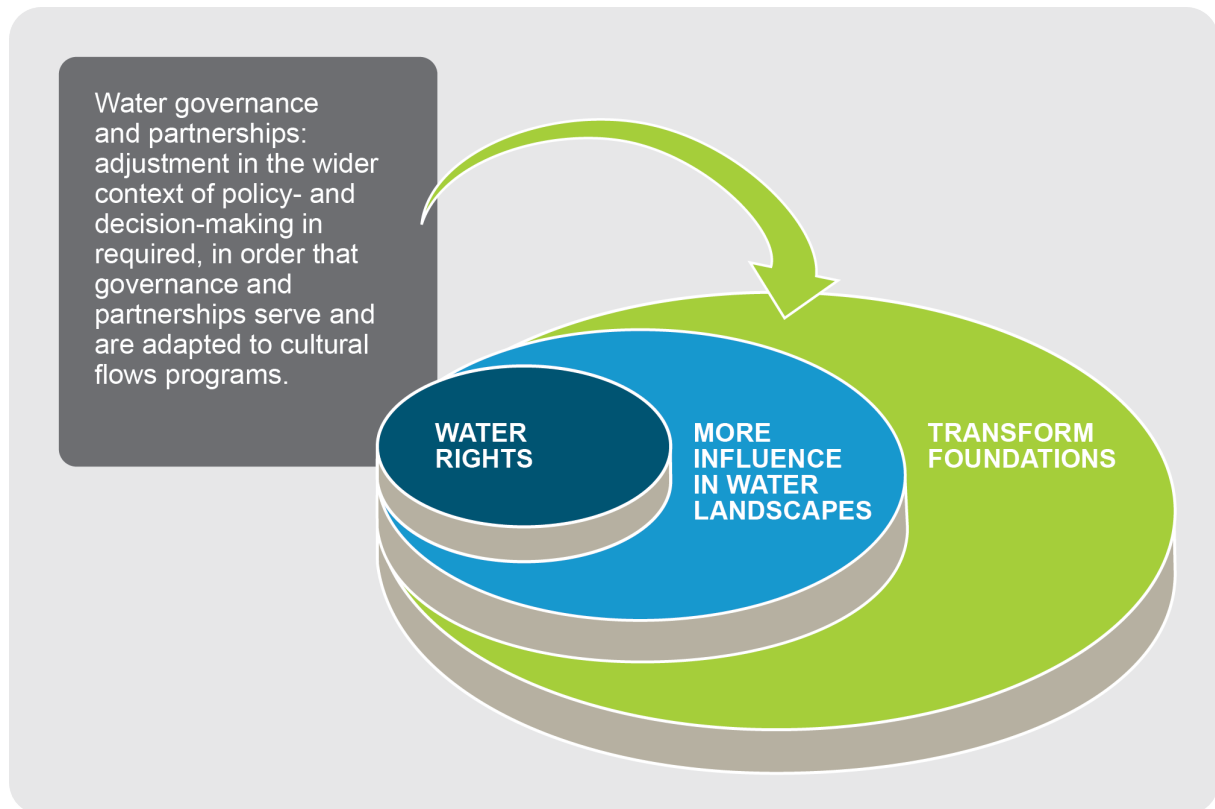 Water governance
and partnerships:
adjustment in the wider
context of policy- and
decision-making in
required, in order that
governance and
partnerships serve and
are adapted to cultural
flows programs.
WATER
RIGHTS
MORE
INFLUENCE
IN WATER
LANDSCAPES
TRANSFORM
FOUNDATIONS